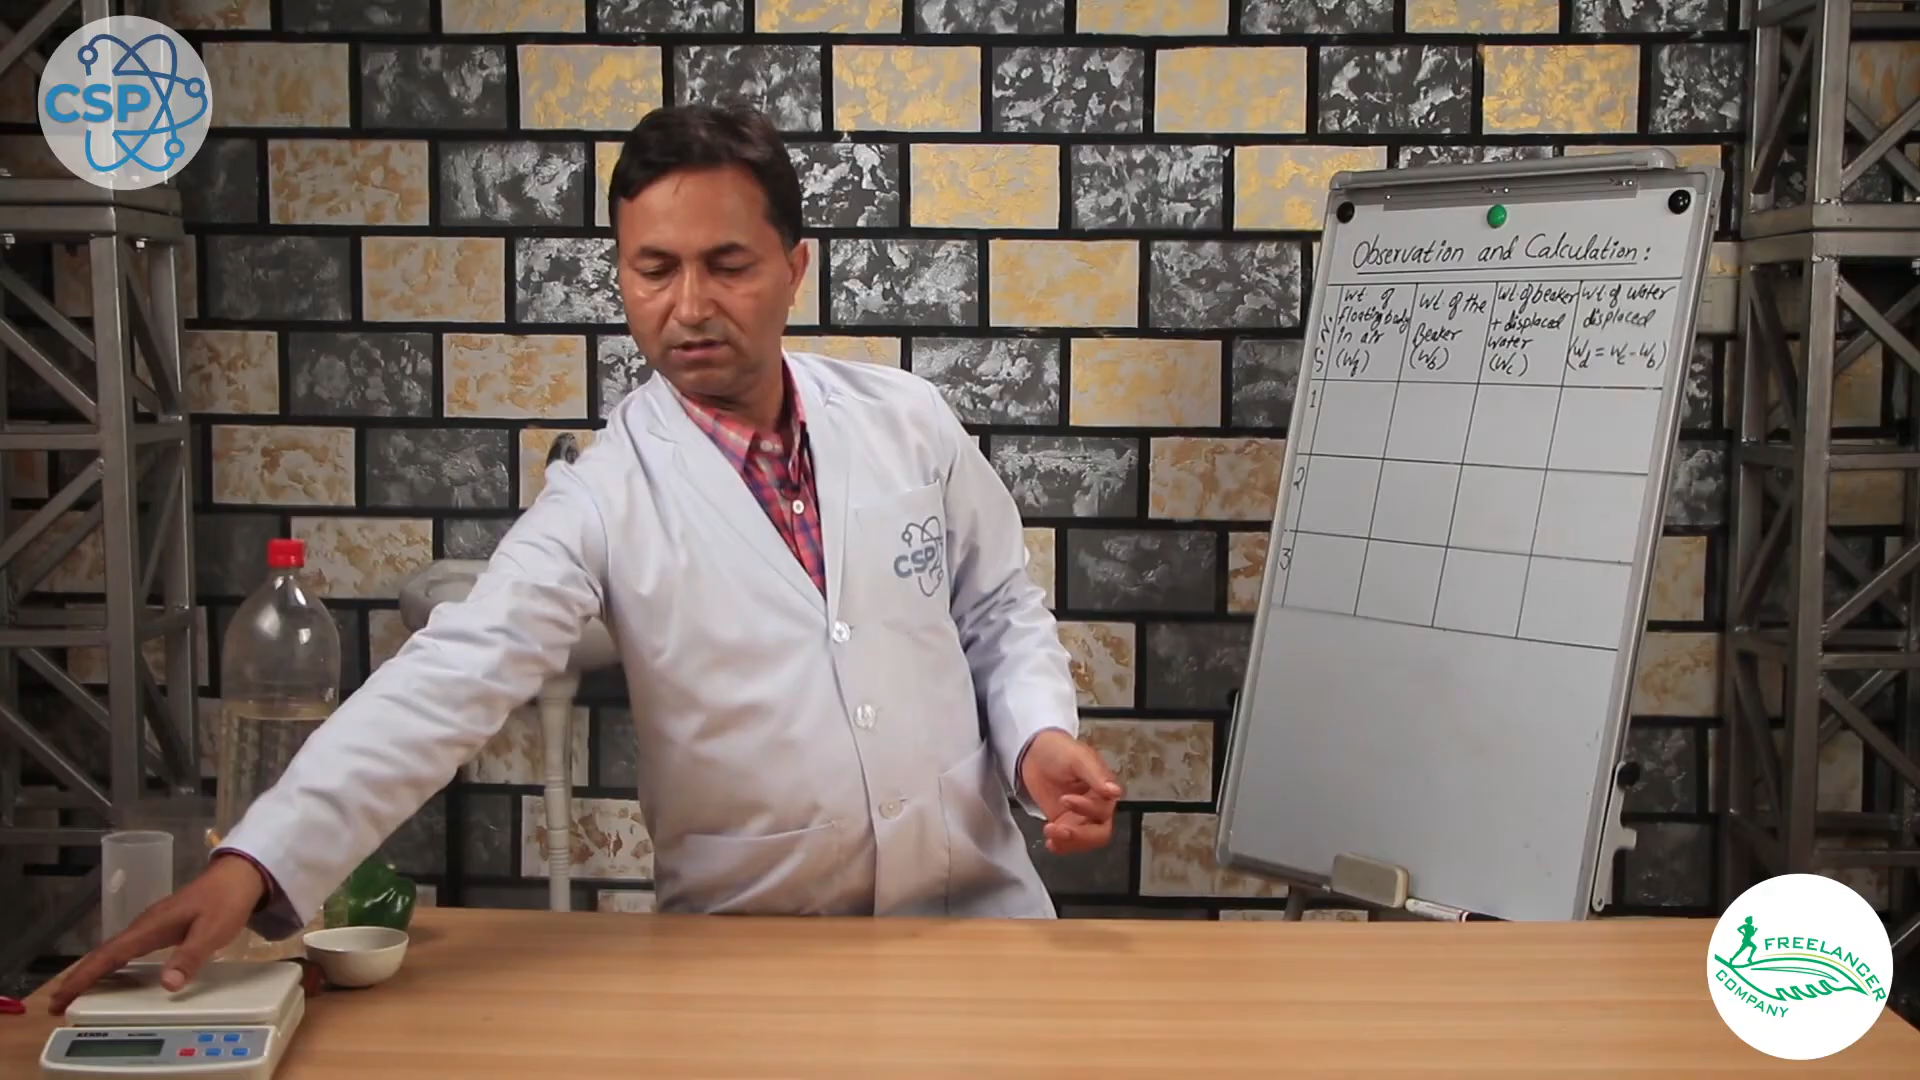 CSP
Observation and Calculation:
S.N.
wt. of
floating body
in air
(Wf)
wt. of the
Beaker
(Wb)
wt. of beaker
+ displaced
water
(Wc)
wt. of water
displaced
(Wd = Wc - Wb)
1
2
3
CSP
FREELANCER
COMPANY